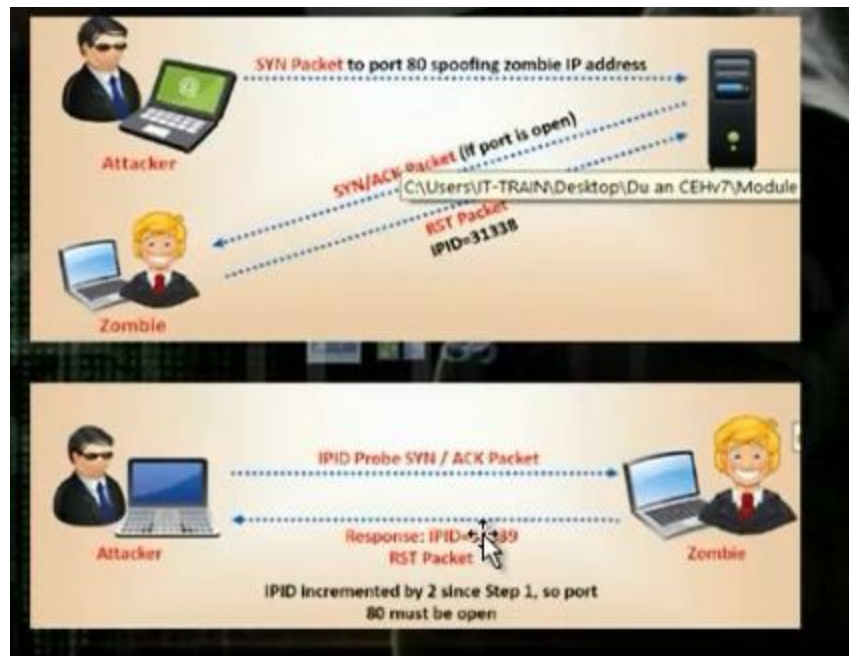 SYN Packet to port 80 spoofing zombie IP address
Attacker
SYN/ACK Packet (if port is open)
C:\Users\IT-TRAIN\Desktop\Du an CEHv7\Module
RST Packet
IPID=31338
Zombie
IPID Probe SYN / ACK Packet
Attacker
Response:
RST Packet
Zombie
IPID incremented by 2 since Step 1, so port
80 must be open